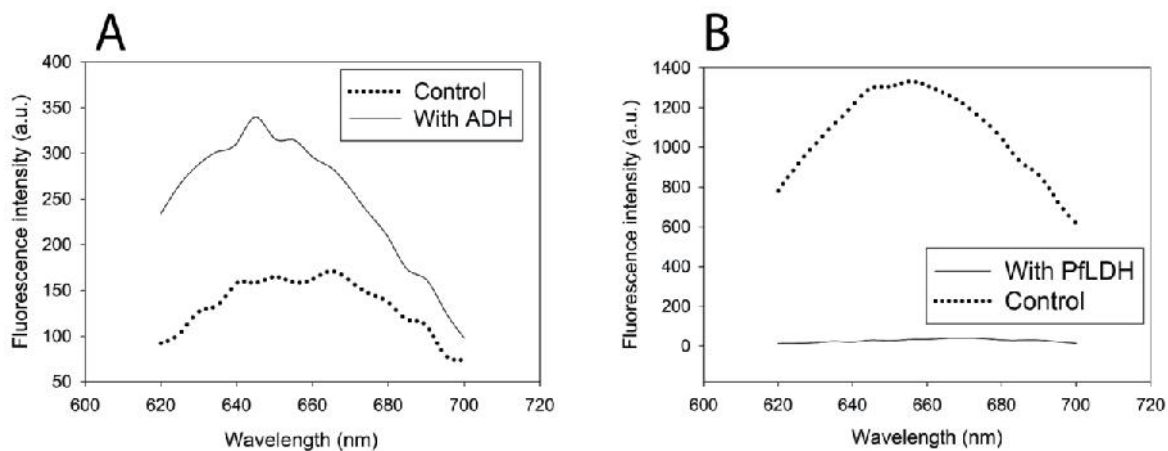 A
400
350
300
250
200
150
100
50
Fluorescence intensity (a.u.)
Control
With ADH
600 620 640 660 680 700 720
Wavelength (nm)
B
1400
1200
1000
800
600
400
200
0
Fluorescence intensity (a.u.)
With PfLDH
Control
600 620 640 660 680 700 720
Wavelength (nm)